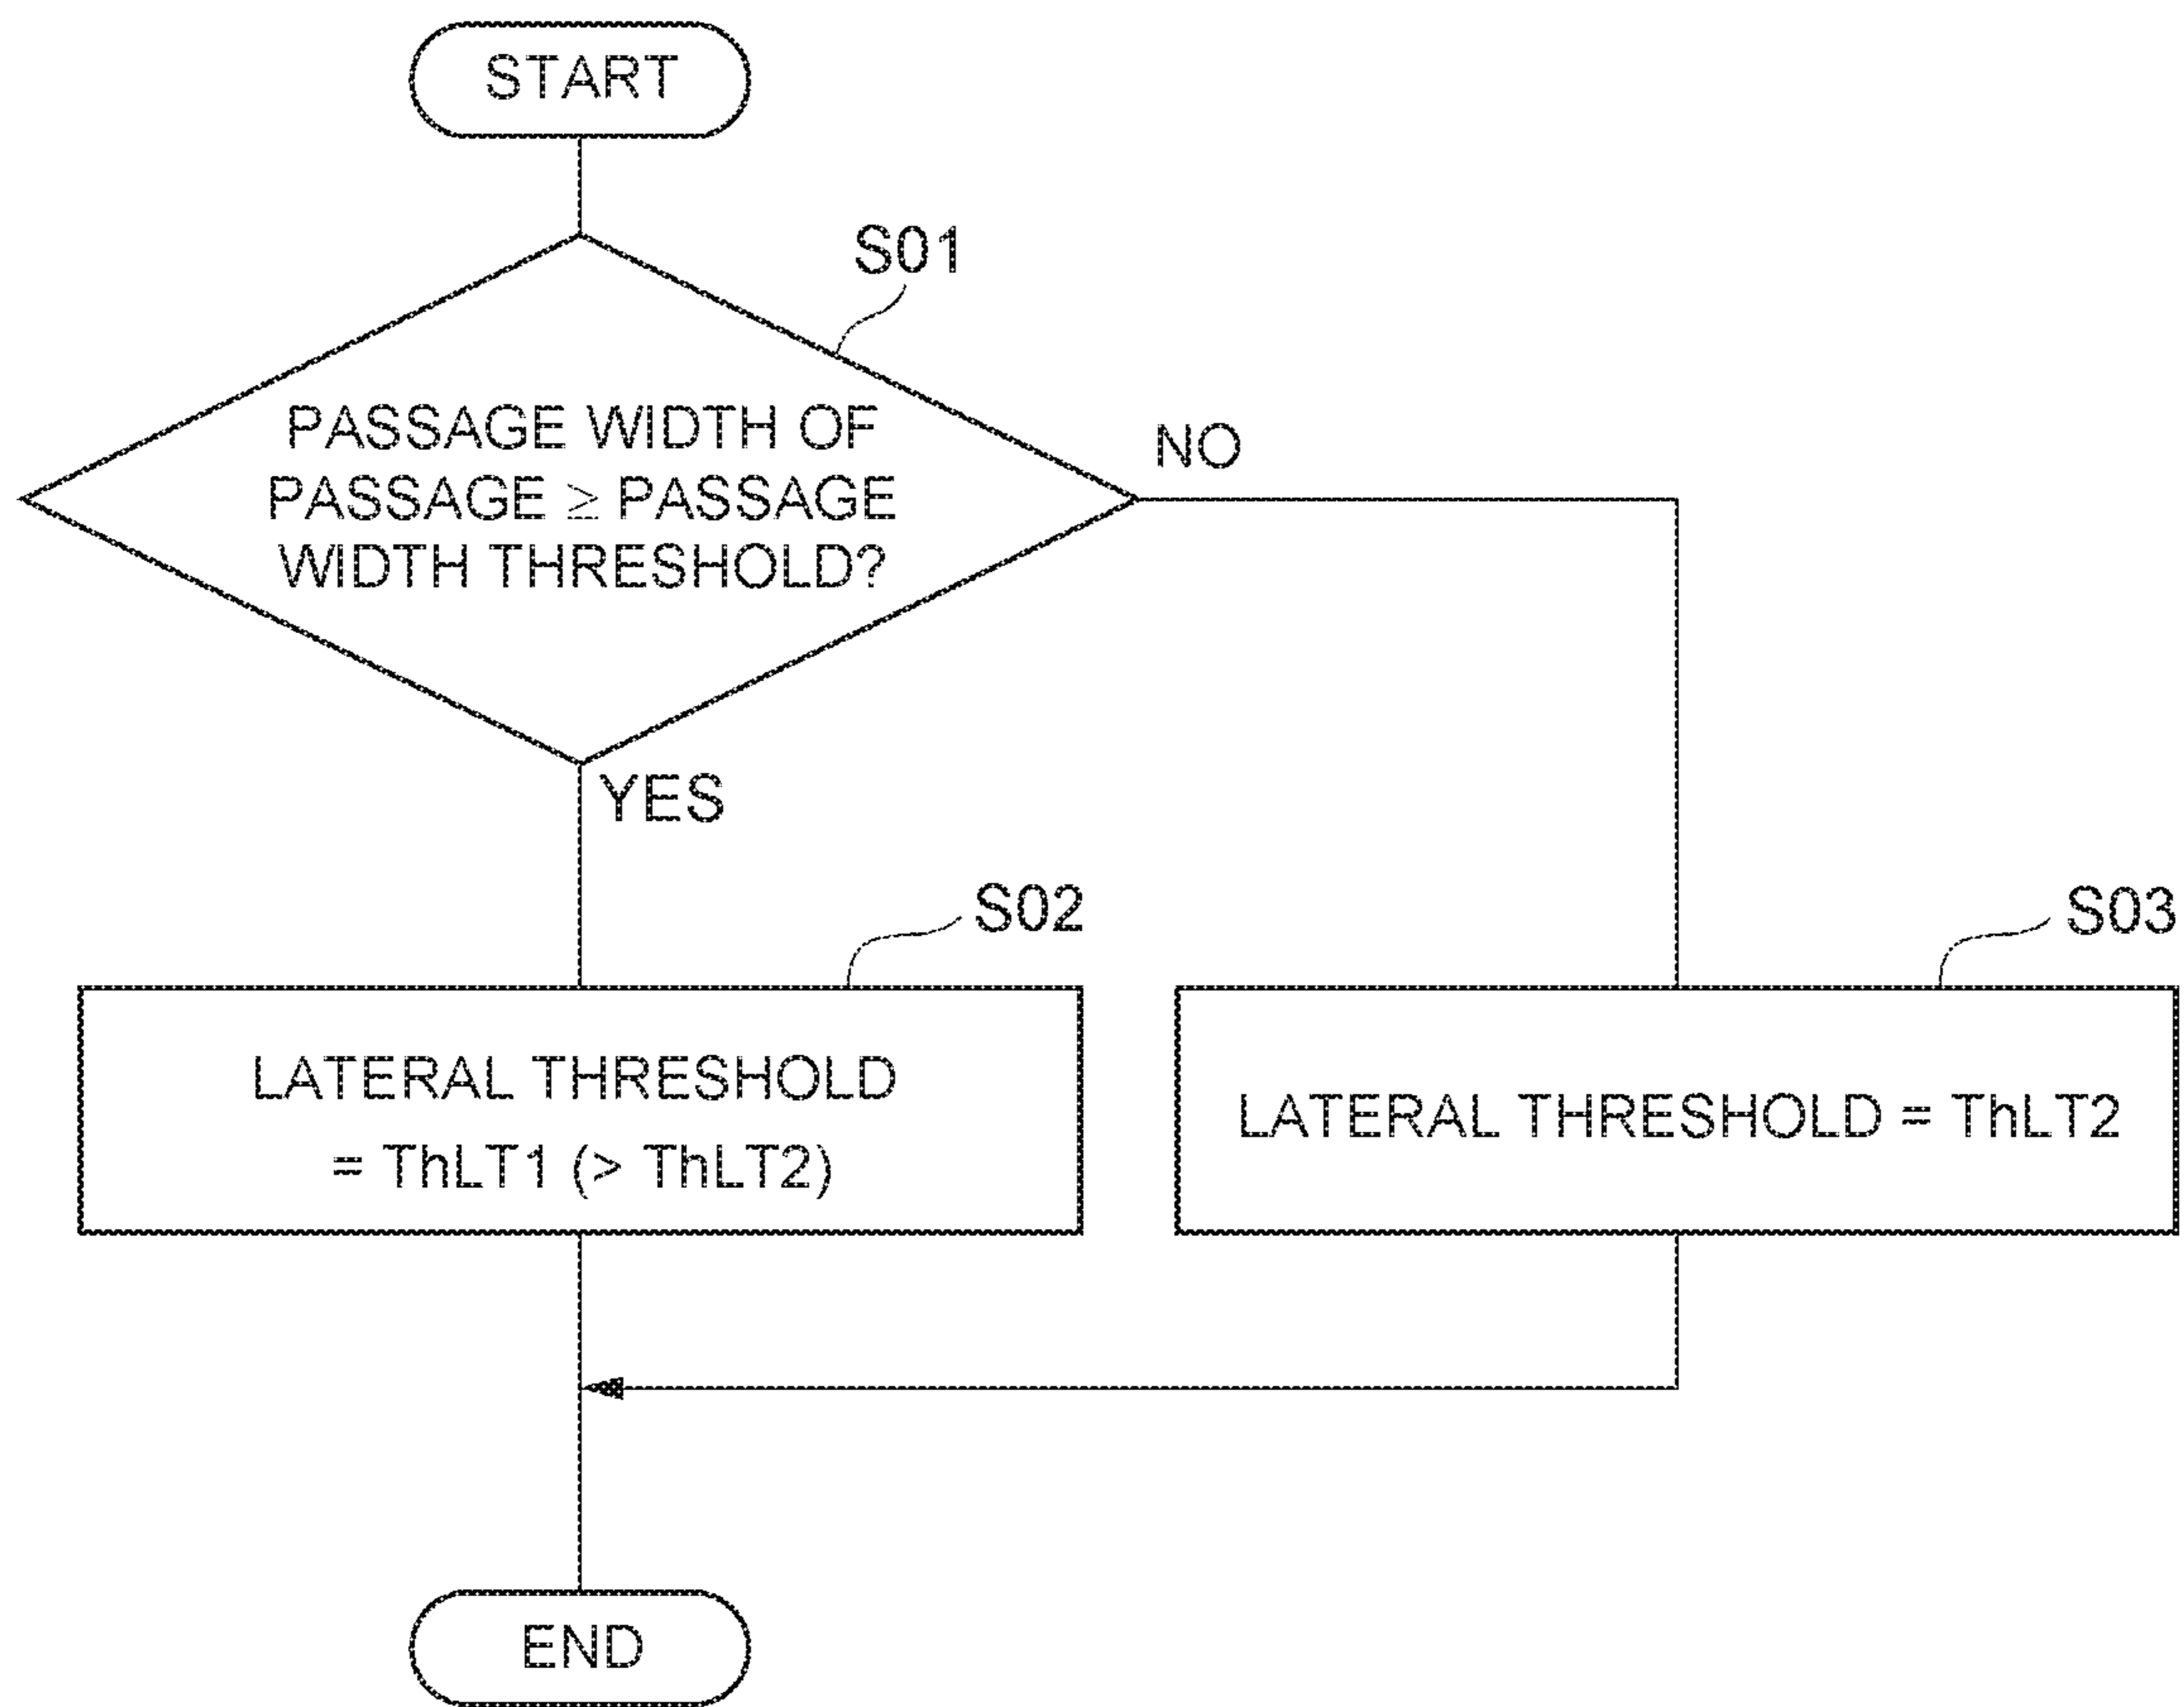 START
S01
PASSAGE WIDTH OF
PASSAGE ≥ PASSAGE
WIDTH THRESHOLD?
NO
YES
S02
S03
LATERAL THRESHOLD
= ThLT1 (> ThLT2)
LATERAL THRESHOLD = ThLT2
END